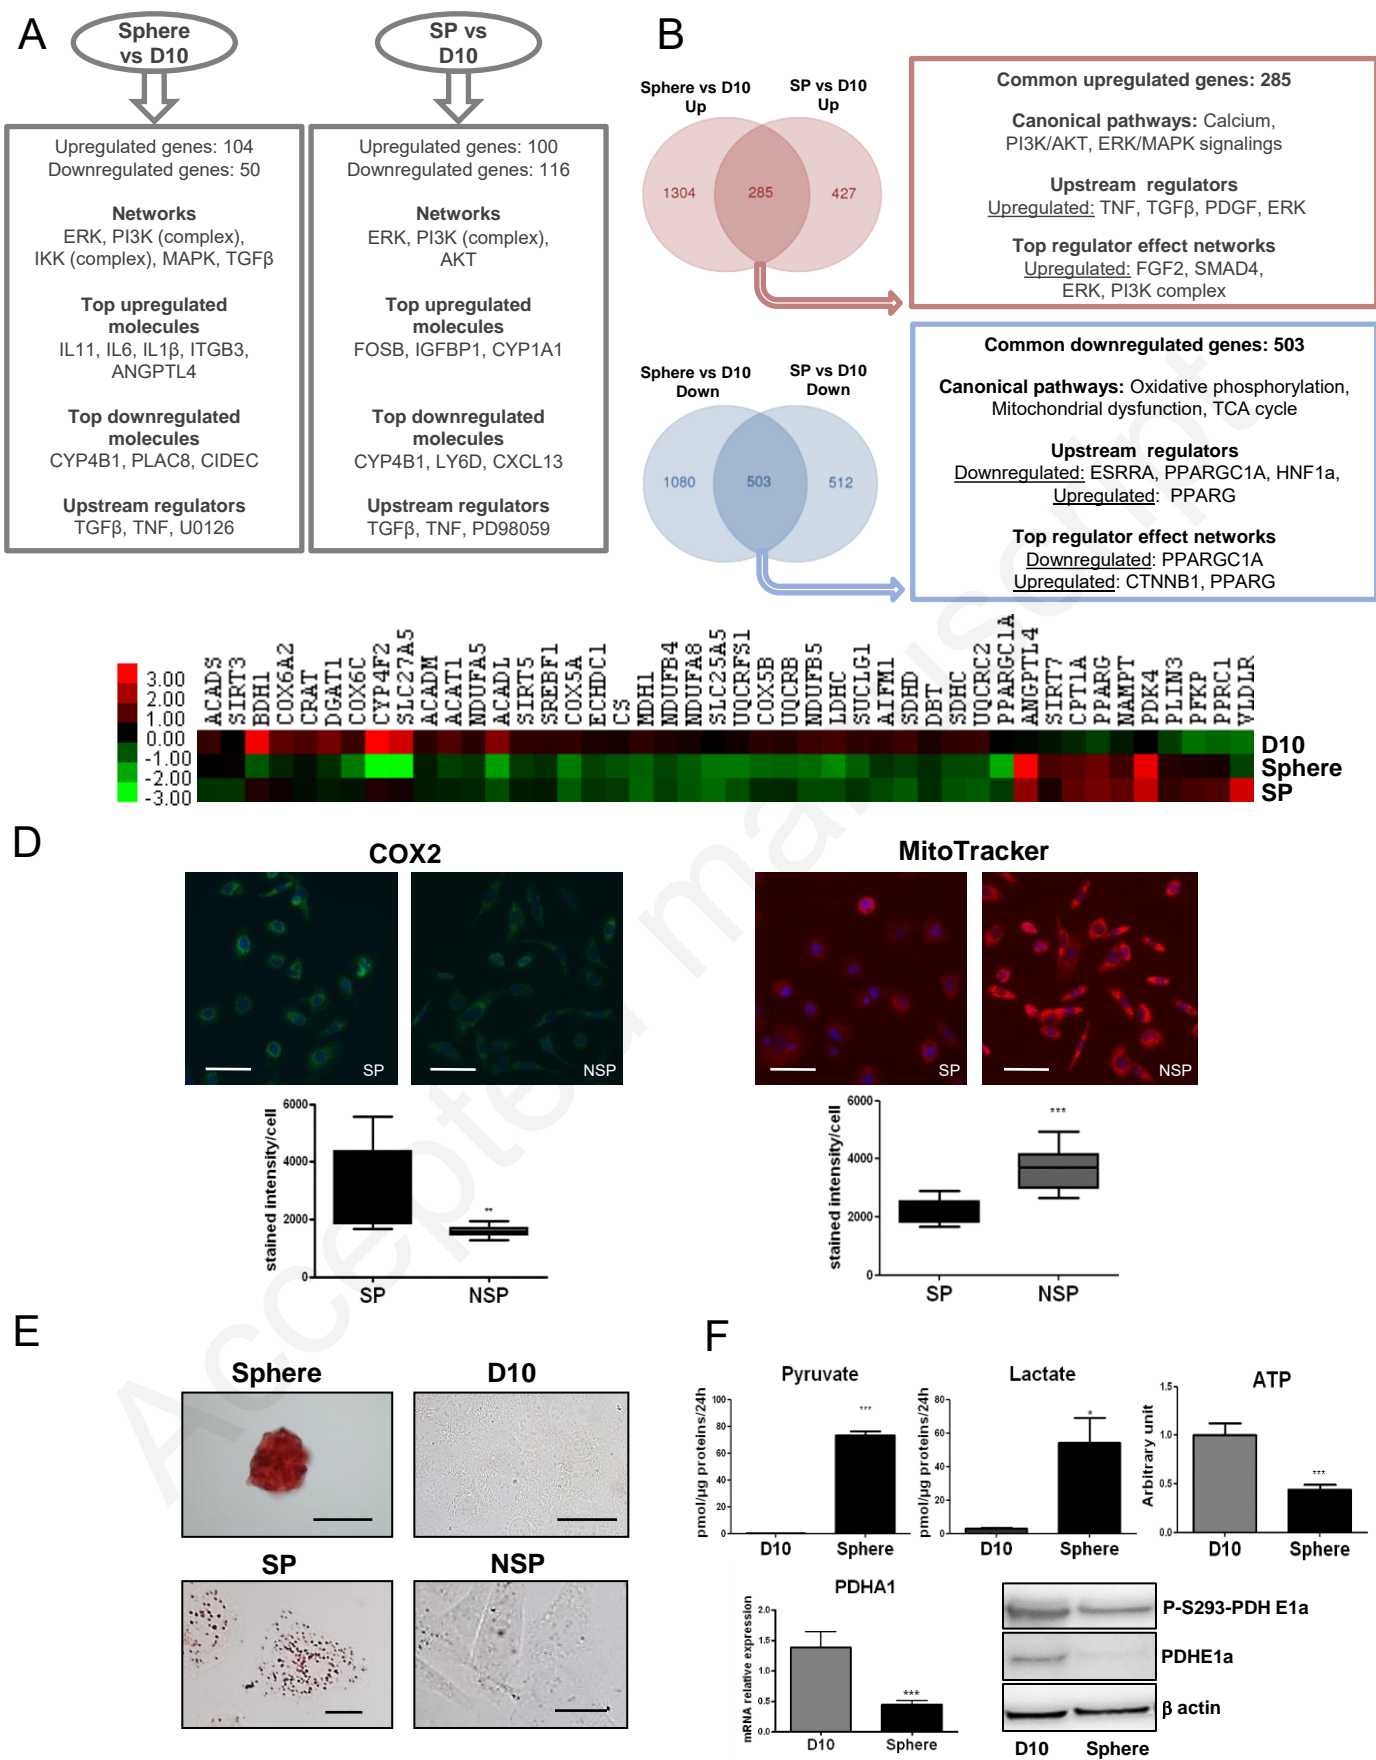 A
Sphere
vs D10
SP vs
D10
Upregulated genes: 104
Downregulated genes: 50
Networks
ERK, PI3K (complex),
IKK (complex), MAPK, TGFβ
Top upregulated
molecules
IL11, IL6, IL1β, ITGB3,
ANGPTL4
Top downregulated
molecules
CYP4B1, PLAC8, CIDEC
Upstream regulators
TGFβ, TNF, U0126
Upregulated genes: 100
Downregulated genes: 116
Networks
ERK, PI3K (complex),
AKT
Top upregulated
molecules
FOSB, IGFBP1, CYP1A1
Top downregulated
molecules
CYP4B1, LY6D, CXCL13
Upstream regulators
TGFβ, TNF, PD98059
B
Sphere vs D10
Up
SP vs D10
Up
1304
285
427
Common upregulated genes: 285
Canonical pathways: Calcium,
PI3K/AKT, ERK/MAPK signalings
Upstream regulators
Upregulated: TNF, TGFβ, PDGF, ERK
Top regulator effect networks
Upregulated: FGF2, SMAD4,
ERK, PI3K complex
Sphere vs D10
Down
SP vs D10
Down
1080
503
512
Common downregulated genes: 503
Canonical pathways: Oxidative phosphorylation,
Mitochondrial dysfunction, TCA cycle
Upstream regulators
Downregulated: ESRRA, PPARGC1A, HNF1a,
Upregulated: PPARG
Top regulator effect networks
Downregulated: PPARGC1A
Upregulated: CTNNB1, PPARG
3.00
2.00
1.00
0.00
-1.00
-2.00
-3.00
ACADS
SIRT3
BDH1
COX6A2
CRAT
DGAT1
COX6C
CYP4F2
SLC27A5
ACADM
ACAT1
NDUFA5
ACADL
SIRT5
SREBF1
COX5A
ECHDC1
CS
MDH1
NDUFB4
NDUFA8
SLC25A5
UQCRFS1
COX5B
UQCRB
NDUFB5
LDHC
SUCLG1
AIFM1
SDHD
DBT
SDHC
UQCRC2
PPARGC1A
ANGPTL4
SIRT7
CPT1A
PPARG
NAMPT
PDK4
PLIN3
PFKP
PPRC1
VLDLR
D10
Sphere
SP
D
COX2
SP
NSP
MitoTracker
SP
NSP
stained intensity/cell
6000
4000
2000
0
**
SP
NSP
stained intensity/cell
6000
4000
2000
0
***
SP
NSP
E
Sphere
D10
SP
NSP
F
Pyruvate
pmol/µg proteins/24h
100
80
60
40
20
0
***
D10
Sphere
Lactate
pmol/µg proteins/24h
80
60
40
20
0
*
D10
Sphere
ATP
Arbitrary unit
1.5
1.0
0.5
0.0
***
D10
Sphere
PDHA1
mRNA relative expression
2.0
1.5
1.0
0.5
0.0
***
D10
Sphere
P-S293-PDH E1a
PDHE1a
β actin
D10
Sphere
Accepted manuscript